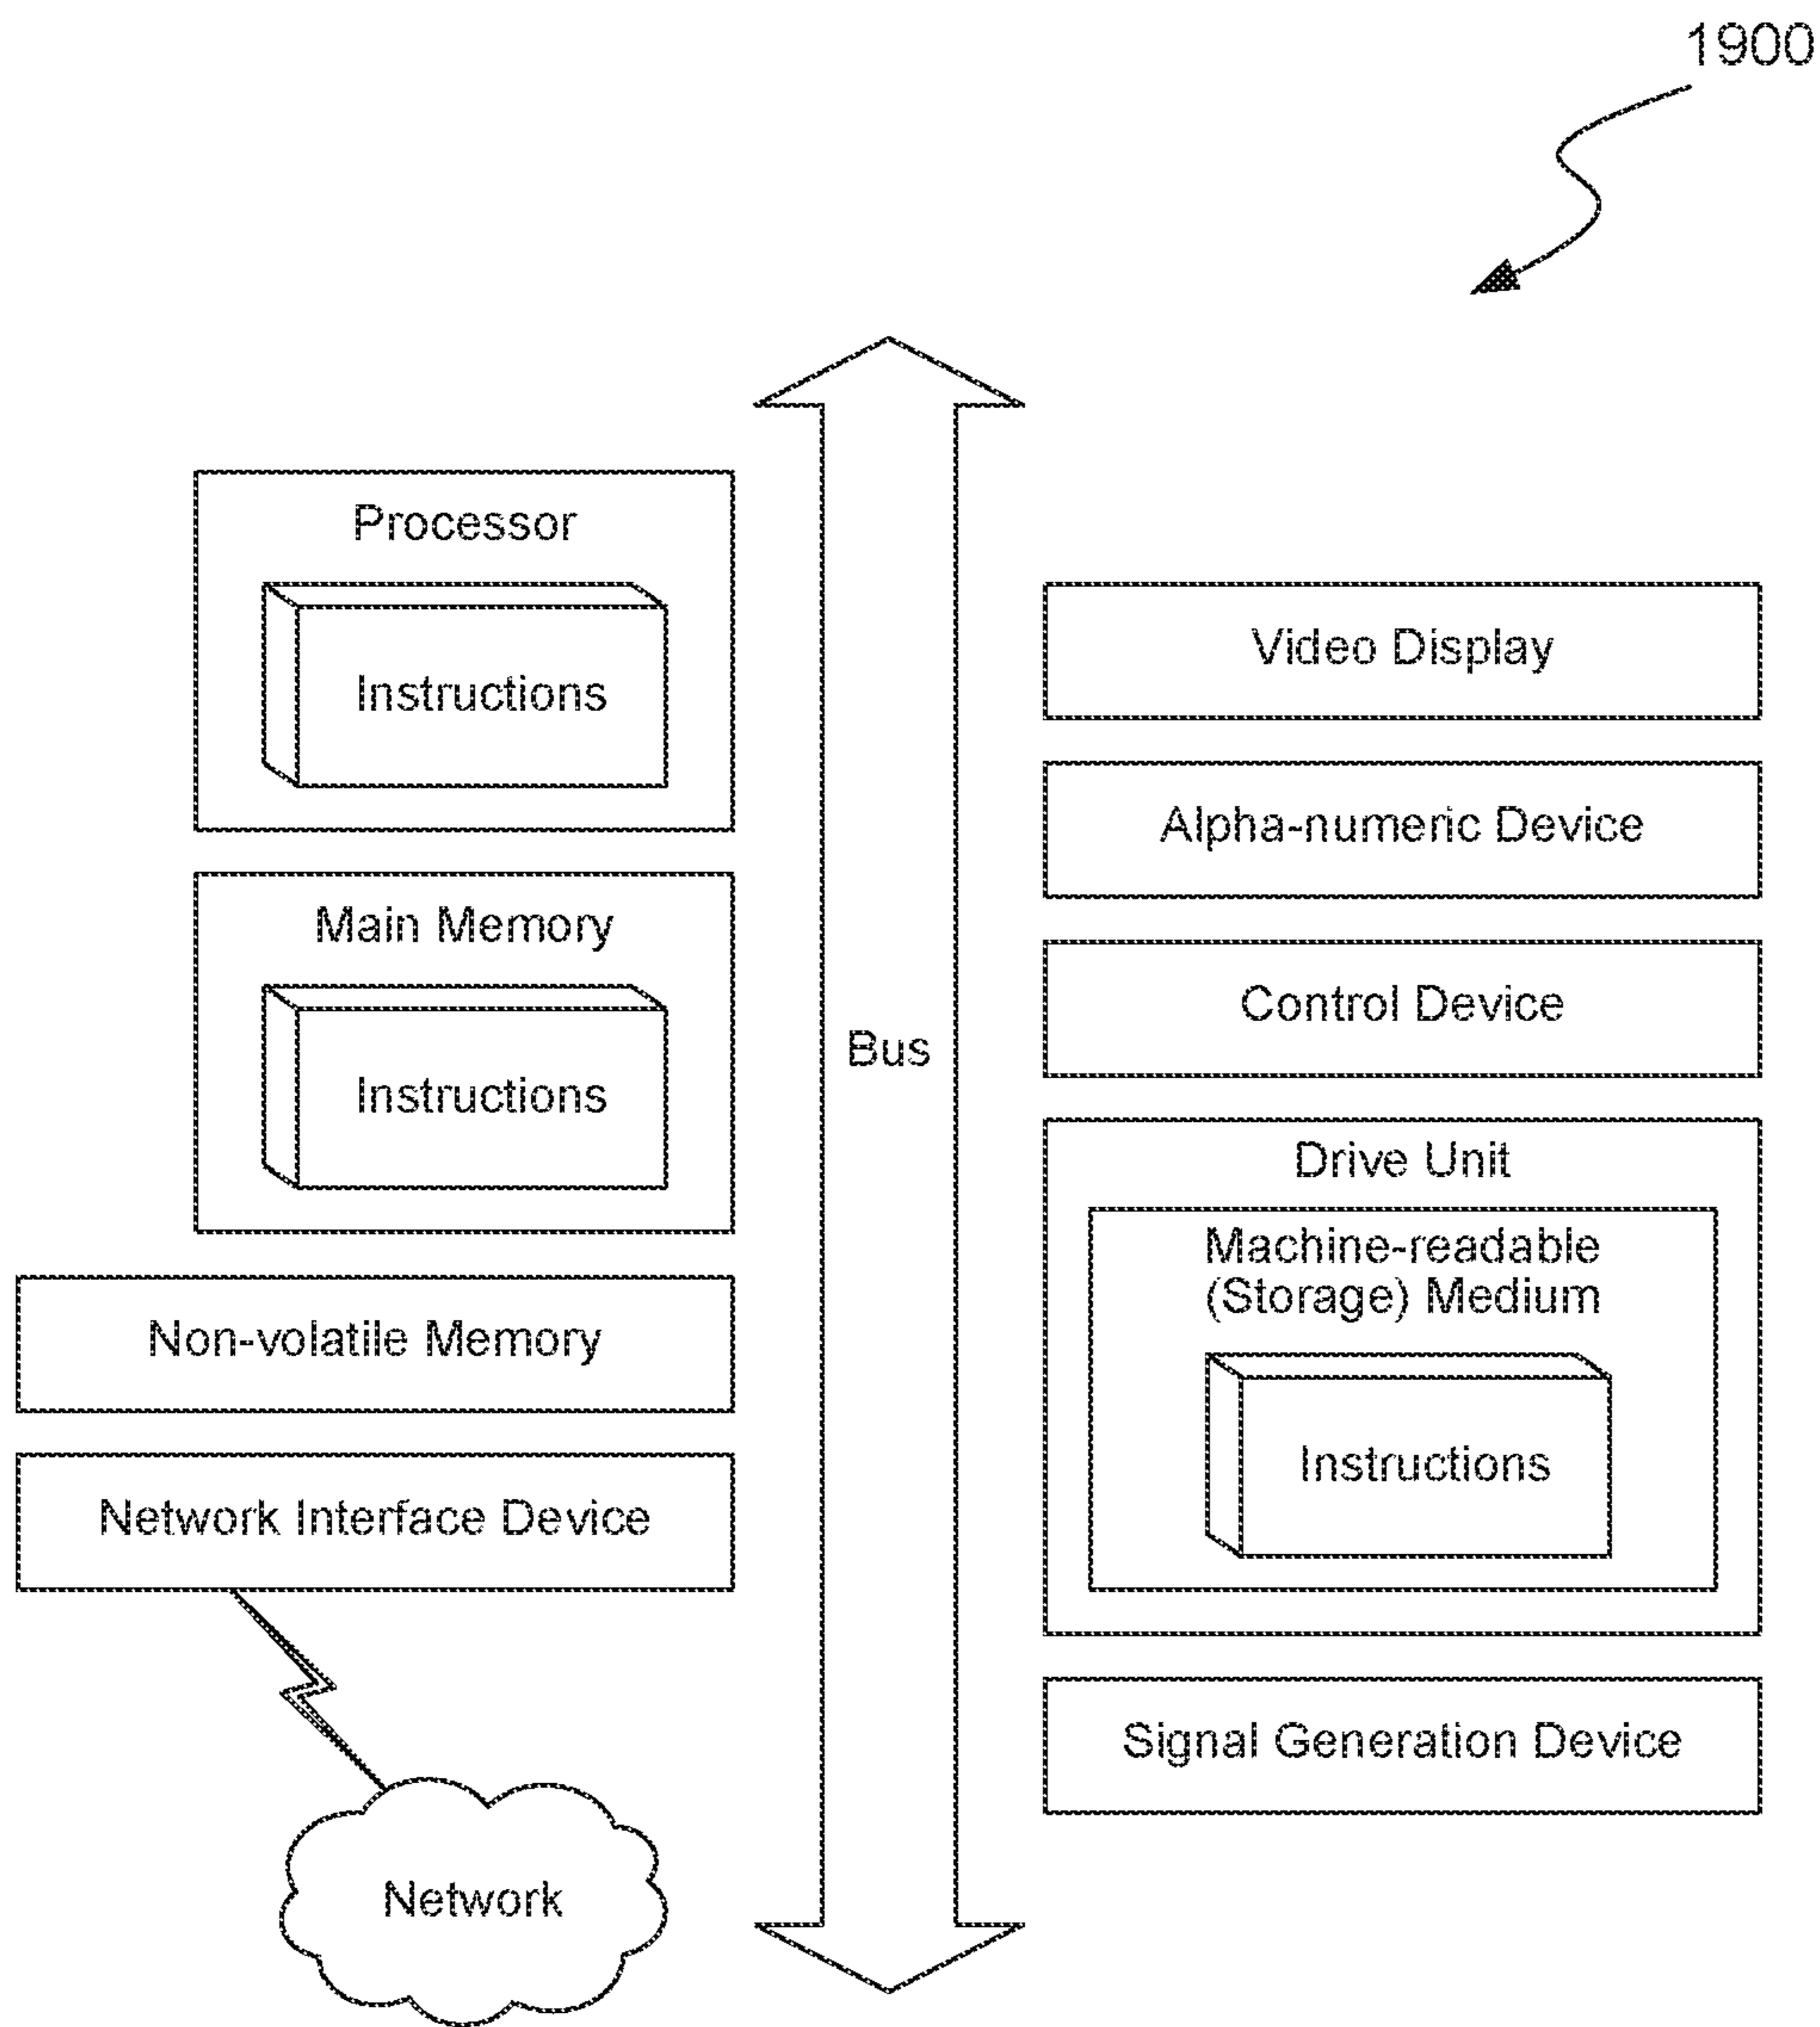 1900
Processor
Instructions
Main Memory
Instructions
Non-volatile Memory
Network Interface Device
Network
Bus
Video Display
Alpha-numeric Device
Control Device
Drive Unit
Machine-readable
(Storage) Medium
Instructions
Signal Generation Device